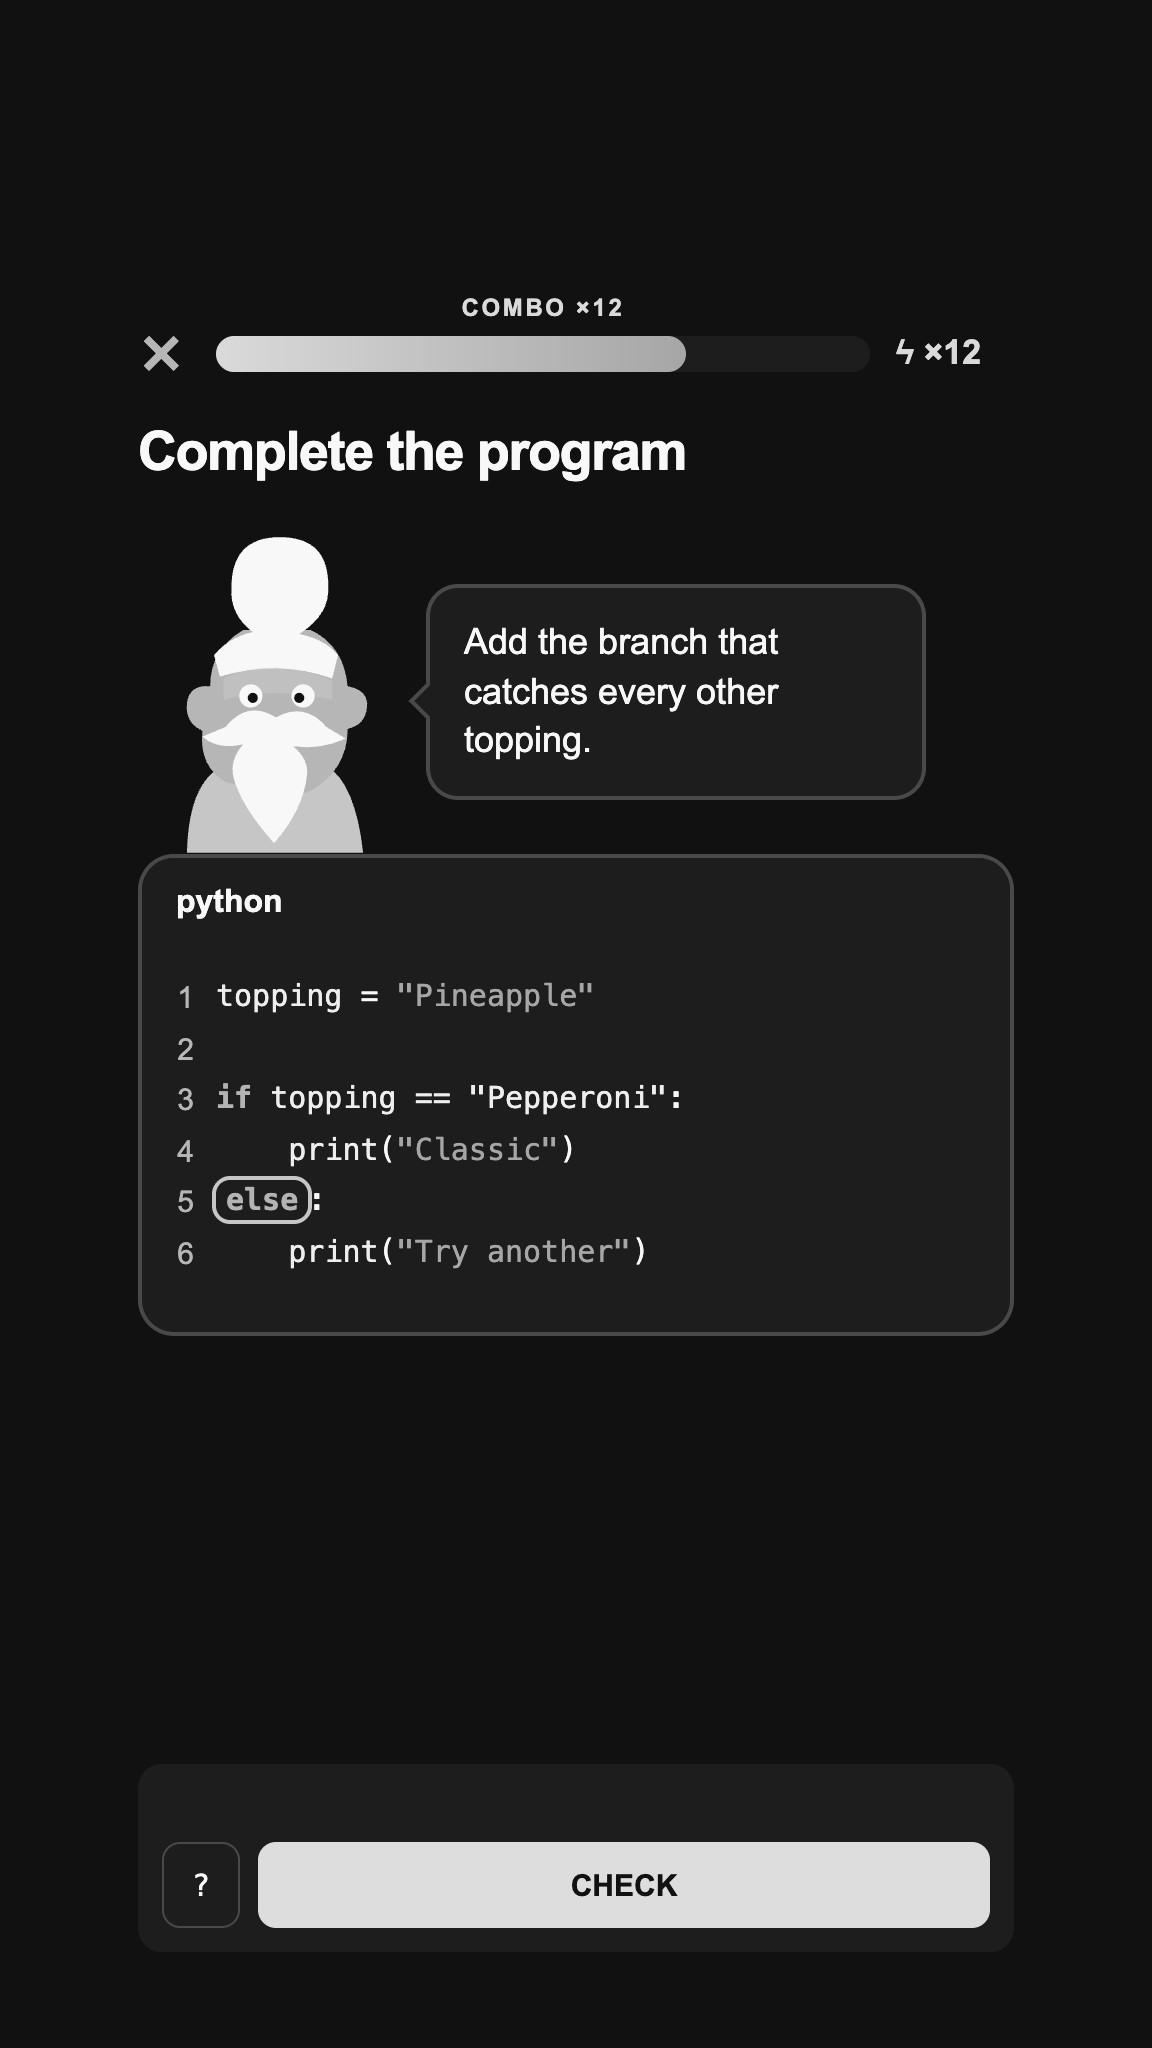 COMBO ×12
×12
Complete the program
Add the branch that
catches every other
topping.
python
1 topping = "Pineapple"
2
3 if topping == "Pepperoni":
4     print("Classic")
5 else:
6     print("Try another")
?
CHECK